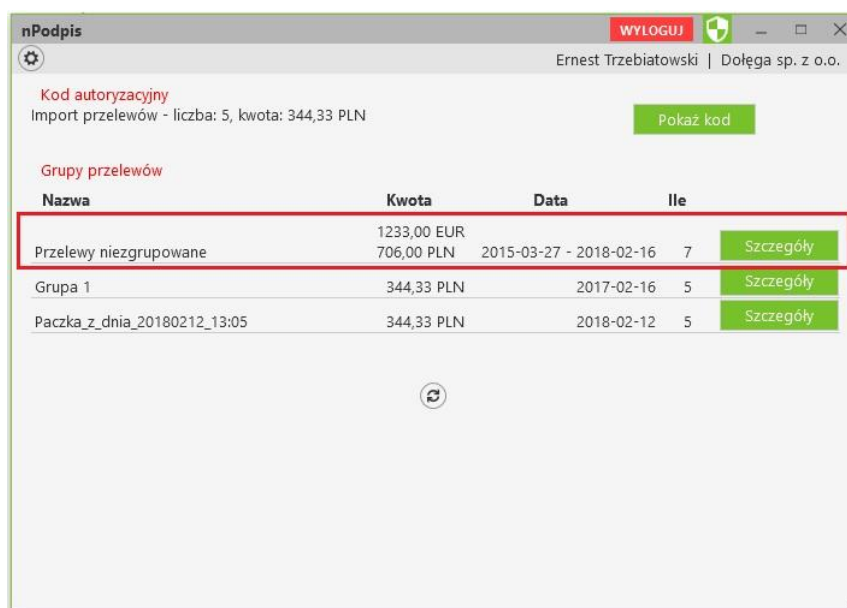 nPodpis WYLOGUJ
Ernest Trzebiatowski | Dołęga sp. z o.o.
Kod autoryzacyjny
Import przelewów - liczba: 5, kwota: 344,33 PLN Pokaż kod
Grupy przelewów
Nazwa Kwota Data Ile
1233,00 EUR
Przelewy niezgrupowane 706,00 PLN 2015-03-27 - 2018-02-16 7 Szczegóły
Grupa 1 344,33 PLN 2017-02-16 5 Szczegóły
Paczka_z_dnia_20180212_13:05 344,33 PLN 2018-02-12 5 Szczegóły